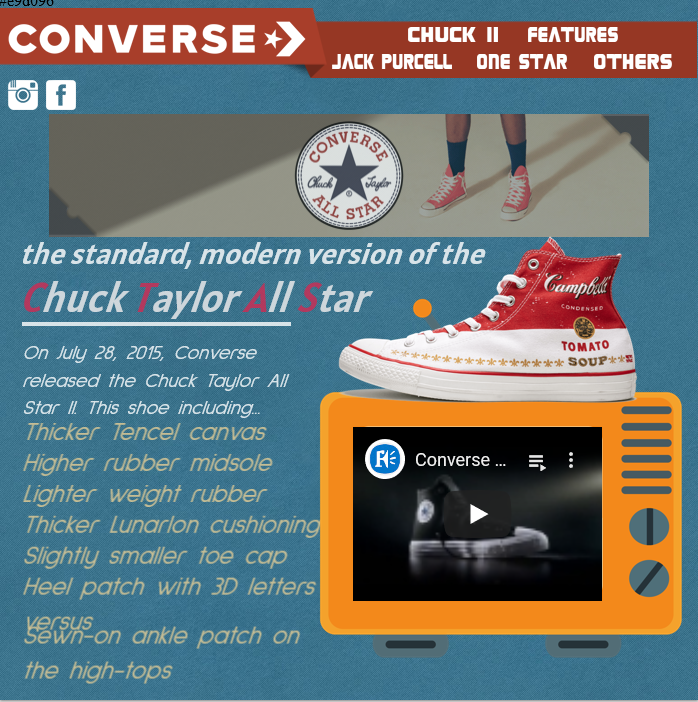 #e9d096
CONVERSE
CHUCK II FEATURES
JACK PURCELL ONE STAR OTHERS
CONVERSE
Chuck Taylor
®
ALL STAR
the standard, modern version of the
Chuck Taylor All Star
Campbell's
CONDENSED
TOMATO
SOUP
On July 28, 2015, Converse
released the Chuck Taylor All
Star II. This shoe including...
Thicker Tencel canvas
Higher rubber midsole
Lighter weight rubber
Thicker Lunarlon cushioning
Slightly smaller toe cap
Heel patch with 3D letters
versus
Sewn-on ankle patch on
the high-tops
Converse ...